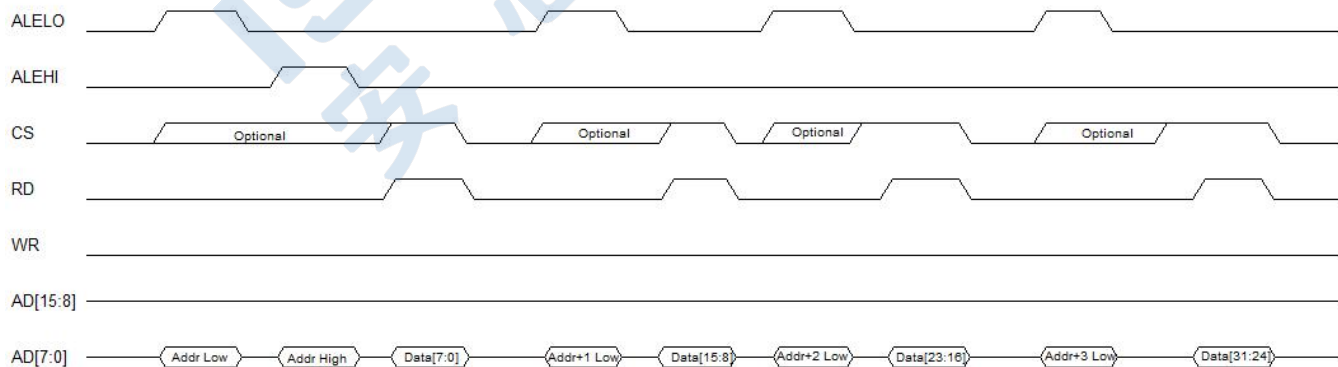 ALELO
ALEHI
CS Optional Optional Optional Optional
RD
WR
AD[15:8]
AD[7:0] Addr Low Addr High Data[7:0] Addr+1 Low Data[15:8] Addr+2 Low Data[23:16] Addr+3 Low Data[31:24]